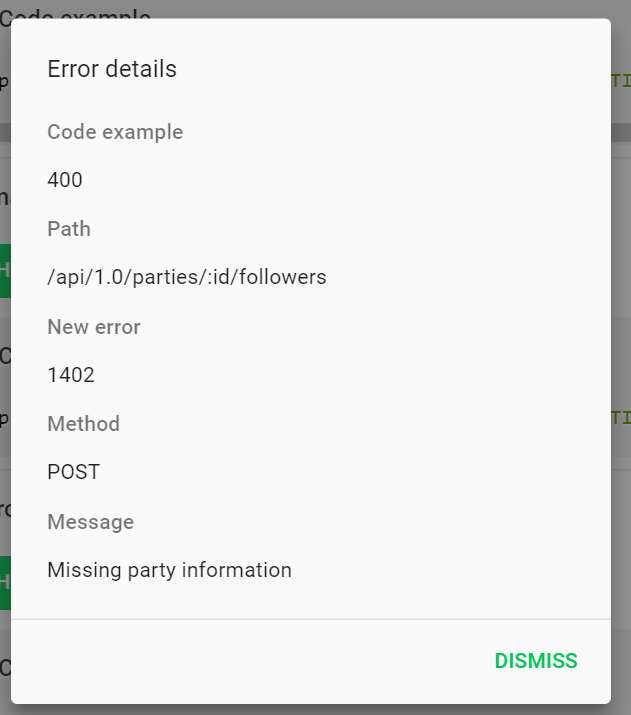 Code example
Error details
Code example
400
Path
/api/1.0/parties/:id/followers
New error
1402
Method
POST
Message
Missing party information
DISMISS